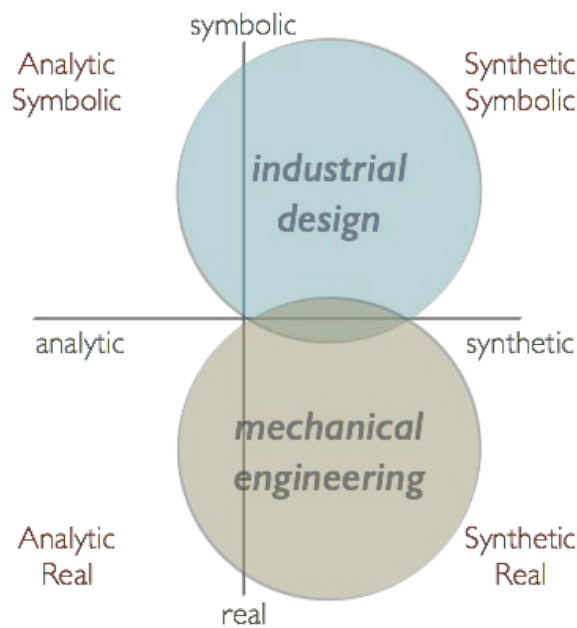 symbolic
Analytic
Symbolic
Synthetic
Symbolic
industrial
design
analytic
synthetic
mechanical
engineering
Analytic
Real
Synthetic
Real
real